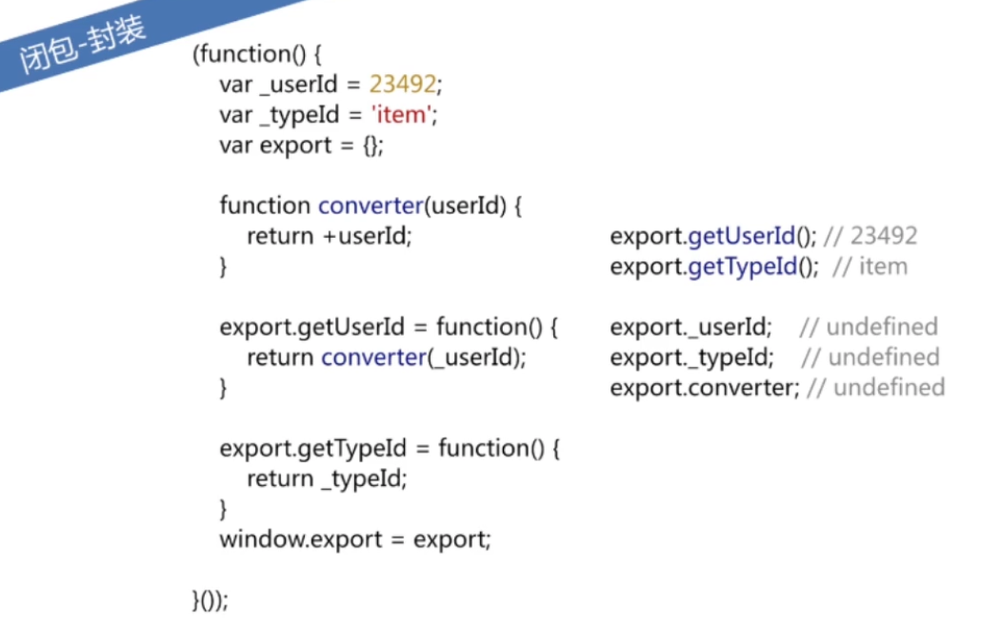 闭包-封装
(function() {
var _userId = 23492;
var _typeId = 'item';
var export = {};
function converter(userId) {
return +userId;
}
export.getUserId = function() {
return converter(_userId);
}
export.getTypeId = function() {
return _typeId;
}
window.export = export;
}());
export.getUserId(); // 23492
export.getTypeId(); // item
export._userId; // undefined
export._typeId; // undefined
export.converter; // undefined